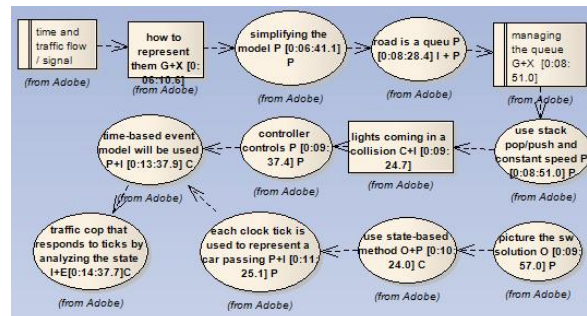 time and
traffic flow
/ signal
(from Adobe)
how to
represent
them G+X [0:
06:10.6]
(from Adobe)
simplifying the
model P [0:06:41.1]
P
(from Adobe)
road is a queu P
[0:08:28.4] I + P
(from Adobe)
managing
the queue
G+X [0:08:
51.0]
(from Adobe)
time-based event
model will be used
P+I [0:13:37.9] C,
(from Adobe)
controller
controls P [0:09:
37.4] P
(from Adobe)
lights coming in a
collision C+I [0:09:
24.7]
(from Adobe)
use stack
pop/push and
constant speed P
[0:08:51.0] P
(from Adobe)
traffic cop that
responds to ticks by
analyzing the state
I+E[0:14:37.7]C
(from Adobe)
each clock tick is
used to represent a
car passing P+I [0:11:
25.1] P
(from Adobe)
use state-based
method O+P [0:10:
24.0] C
(from Adobe)
picture the sw
solution O [0:09:
57.0] P
(from Adobe)